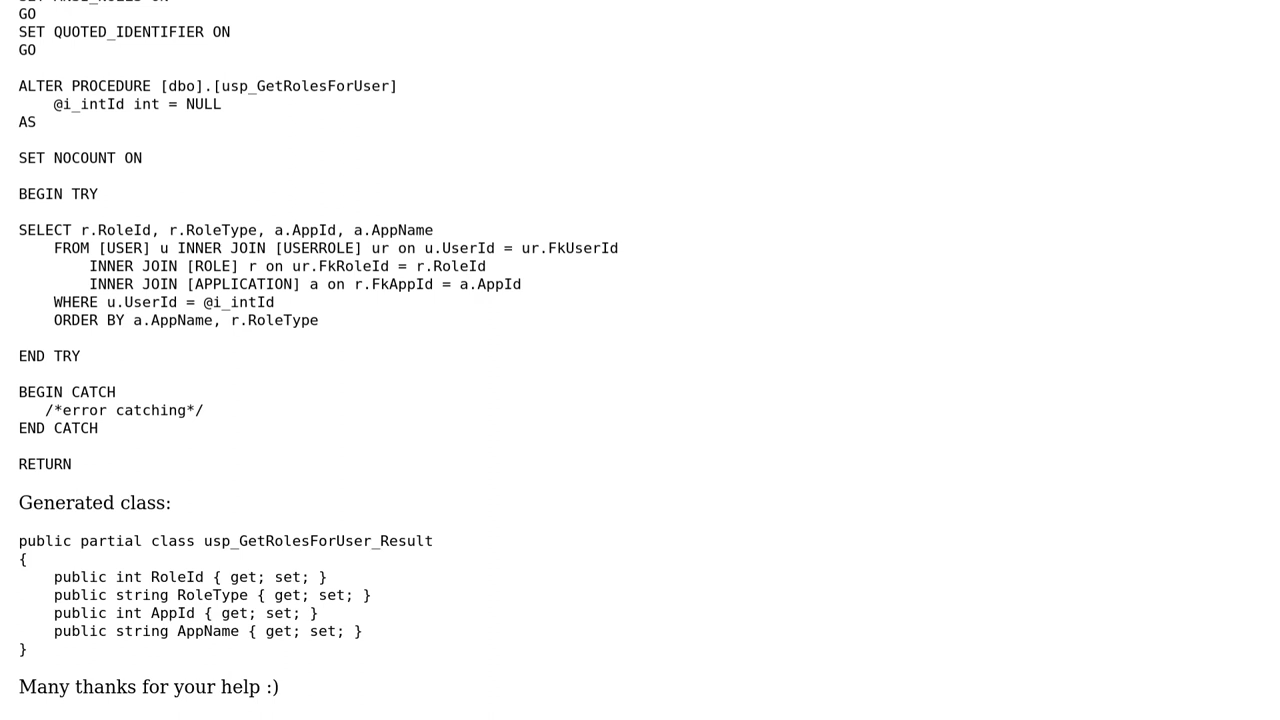 GO
SET QUOTED_IDENTIFIER ON
GO
ALTER PROCEDURE [dbo].[usp_GetRolesForUser]
@i_intId int = NULL
AS
SET NOCOUNT ON
BEGIN TRY
SELECT r.RoleId, r.RoleType, a.AppId, a.AppName
FROM [USER] u INNER JOIN [USERROLE] ur on u.UserId = ur.FkUserId
INNER JOIN [ROLE] r on ur.FkRoleId = r.RoleId
INNER JOIN [APPLICATION] a on r.FkAppId = a.AppId
WHERE u.UserId = @i_intId
ORDER BY a.AppName, r.RoleType
END TRY
BEGIN CATCH
/*error catching*/
END CATCH
RETURN
Generated class:
public partial class usp_GetRolesForUser_Result
{
public int RoleId { get; set; }
public string RoleType { get; set; }
public int AppId { get; set; }
public string AppName { get; set; }
}
Many thanks for your help :)